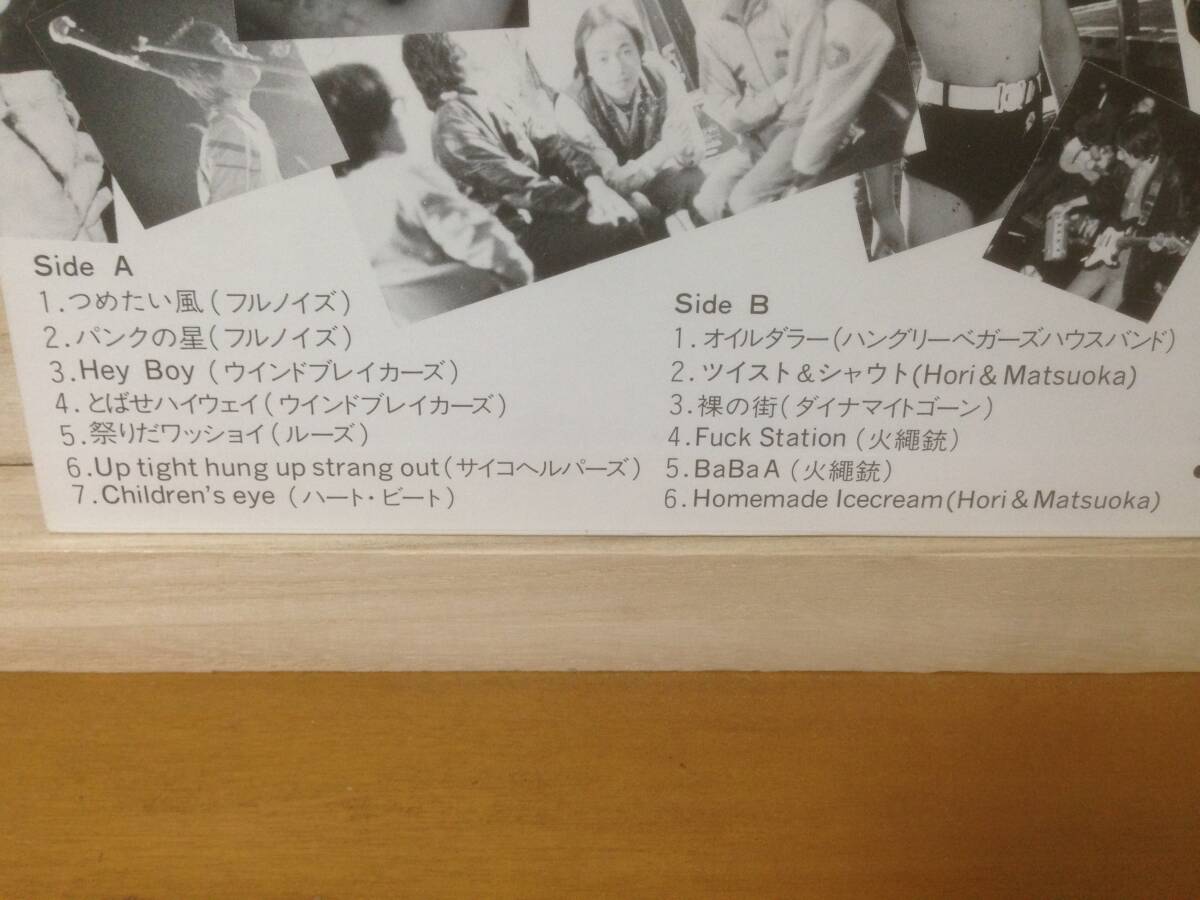 Side A
1.つめたい風(フルノイズ)
2.パンクの星(フルノイズ)
3.Hey Boy (ウインドブレイカーズ)
4.とばせハイウェイ(ウインドブレイカーズ)
5.祭りだワッショイ(ルーズ)
6.Up tight hung up strang out(サイコヘルパーズ)
7.Children's eye (ハート・ビート)
Side B
1.オイルダラー(ハングリーベガーズハウスバンド)
2.ツイスト&シャウト(Hori&Matsuoka)
3.裸の街(ダイナマイトゴーン)
4.Fuck Station (火繩銃)
5.BaBaA (火繩銃)
6.Homemade Icecream(Hori&Matsuoka)